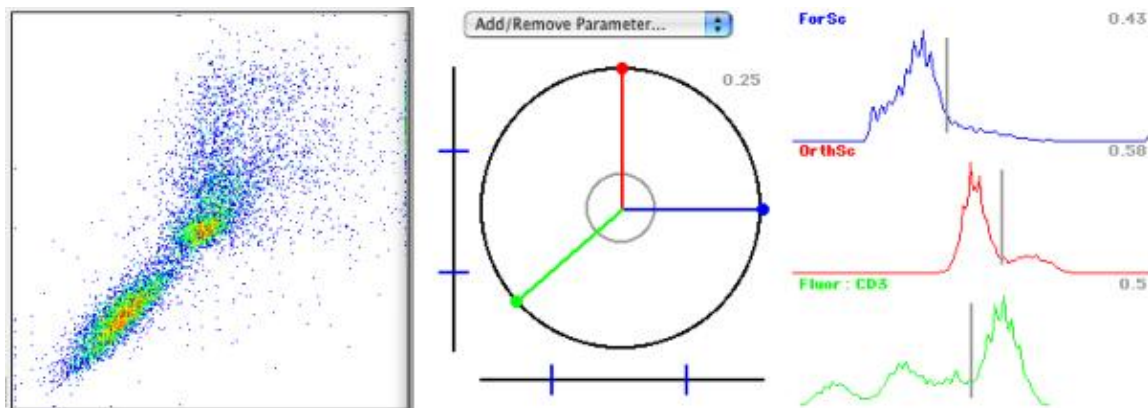 Add/Remove Parameter...
0.25
ForSc
0.43
OrthSc
0.58
Fluor : CD3
0.5